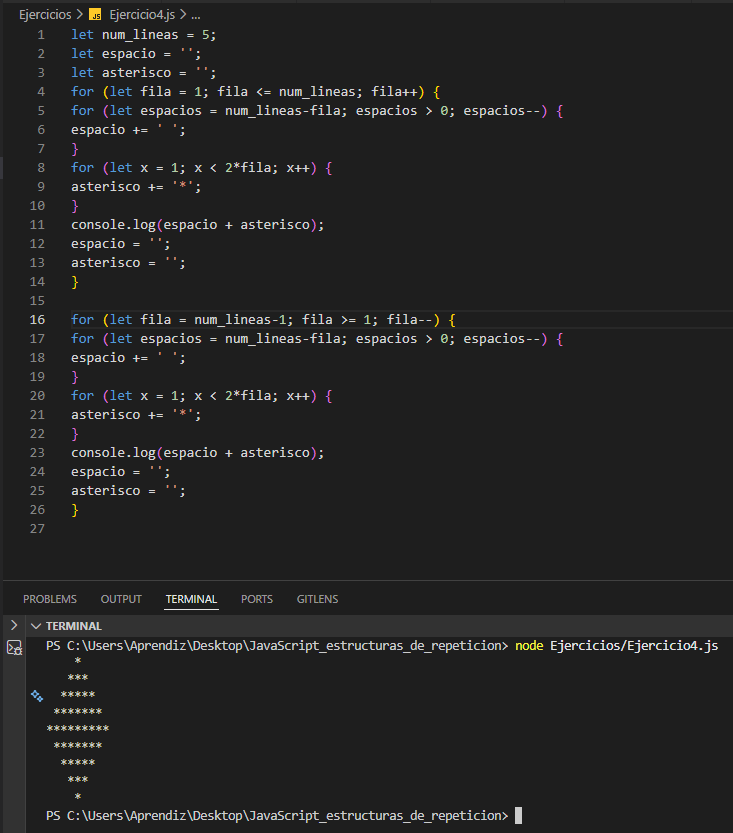 Ejercicios > JS Ejercicio4.js > ...
1 let num_lineas = 5;
2 let espacio = '';
3 let asterisco = '';
4 for (let fila = 1; fila <= num_lineas; fila++) {
5 for (let espacios = num_lineas-fila; espacios > 0; espacios--) {
6 espacio += ' ';
7 }
8 for (let x = 1; x < 2*fila; x++) {
9 asterisco += '*';
10 }
11 console.log(espacio + asterisco);
12 espacio = '';
13 asterisco = '';
14 }
15
16 for (let fila = num_lineas-1; fila >= 1; fila--) {
17 for (let espacios = num_lineas-fila; espacios > 0; espacios--) {
18 espacio += ' ';
19 }
20 for (let x = 1; x < 2*fila; x++) {
21 asterisco += '*';
22 }
23 console.log(espacio + asterisco);
24 espacio = '';
25 asterisco = '';
26 }
27
PROBLEMS OUTPUT TERMINAL PORTS GITLENS
TERMINAL
PS C:\Users\Aprendiz\Desktop\JavaScript_estructuras_de_repeticion> node Ejercicios/Ejercicio4.js
    *
   ***
  *****
 *******
*********
 *******
  *****
   ***
    *
PS C:\Users\Aprendiz\Desktop\JavaScript_estructuras_de_repeticion>